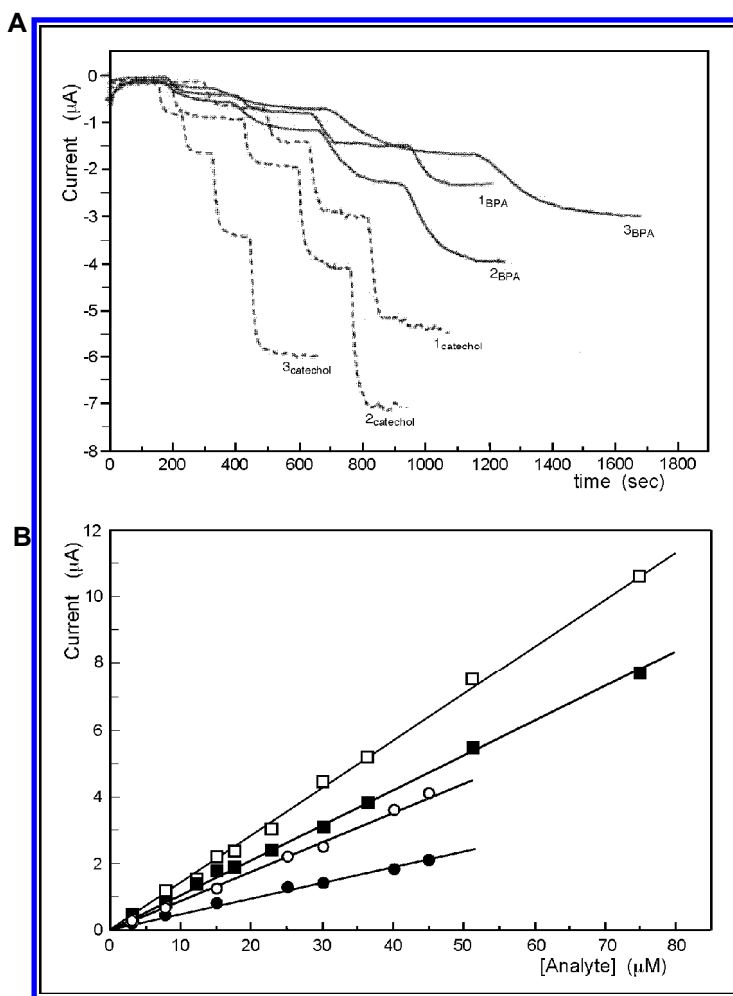 A
Current (μA)
0
-1
-2
-3
-4
-5
-6
-7
-8
1BPA
3BPA
2BPA
1catechol
3catechol
2catechol
0 200 400 600 800 1000 1200 1400 1600 1800
time (sec)
B
Current (μA)
12
10
8
6
4
2
0
0 10 20 30 40 50 60 70 80
[Analyte] (μM)